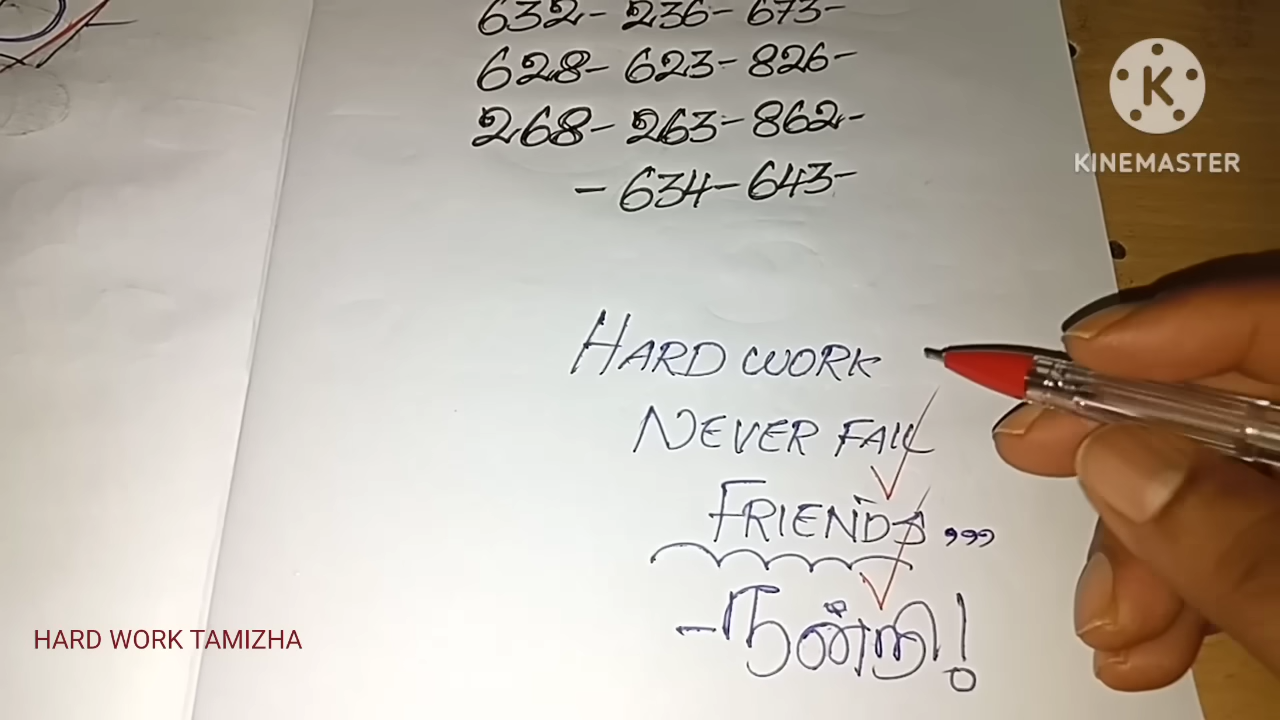 632- 236- 673-
628- 623- 826-
268- 263- 862-
- 634- 643-
HARD WORK
NEVER FAIL
FRIENDS ,,,
-நன்றி!
K
KINEMASTER
HARD WORK TAMIZHA